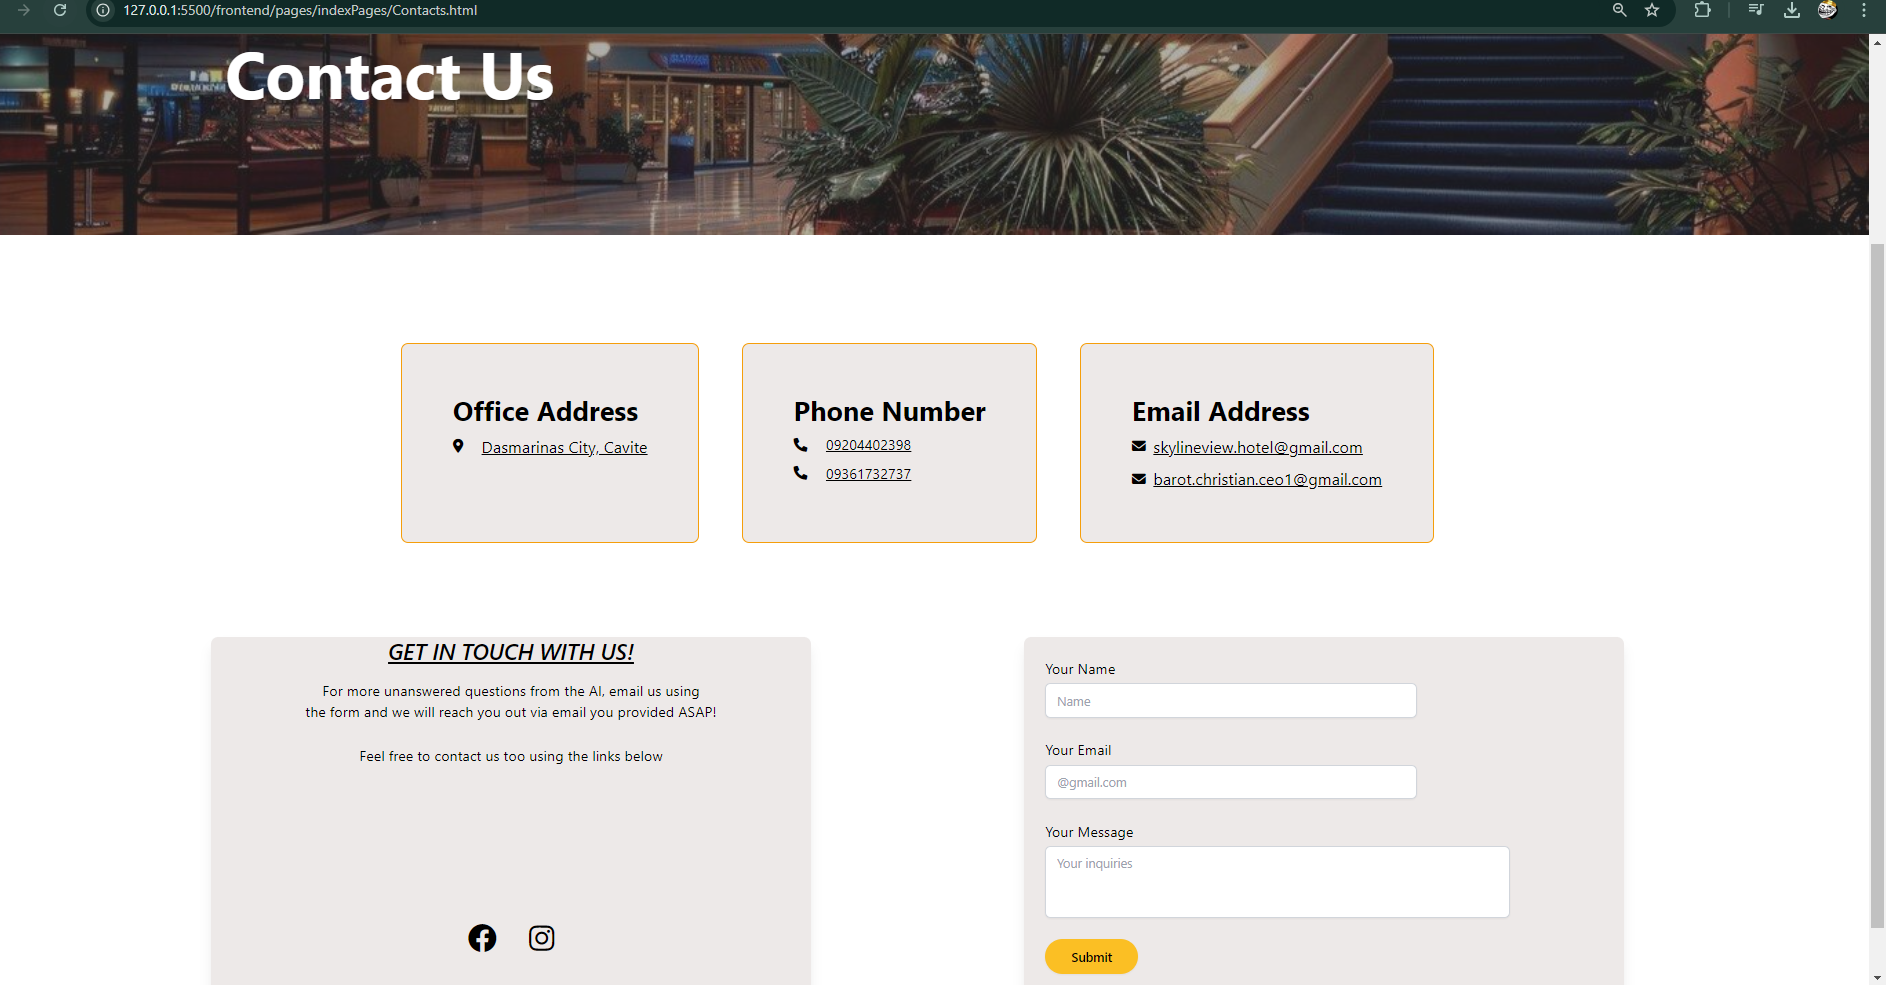 127.0.0.1:5500/frontend/pages/indexPages/Contacts.html
Contact Us
Office Address
Dasmarinas City, Cavite
Phone Number
09204402398
09361732737
Email Address
skylineview.hotel@gmail.com
barot.christian.ceo1@gmail.com
GET IN TOUCH WITH US!
For more unanswered questions from the AI, email us using
the form and we will reach you out via email you provided ASAP!
Feel free to contact us too using the links below
Your Name
Name
Your Email
@gmail.com
Your Message
Your inquiries
Submit